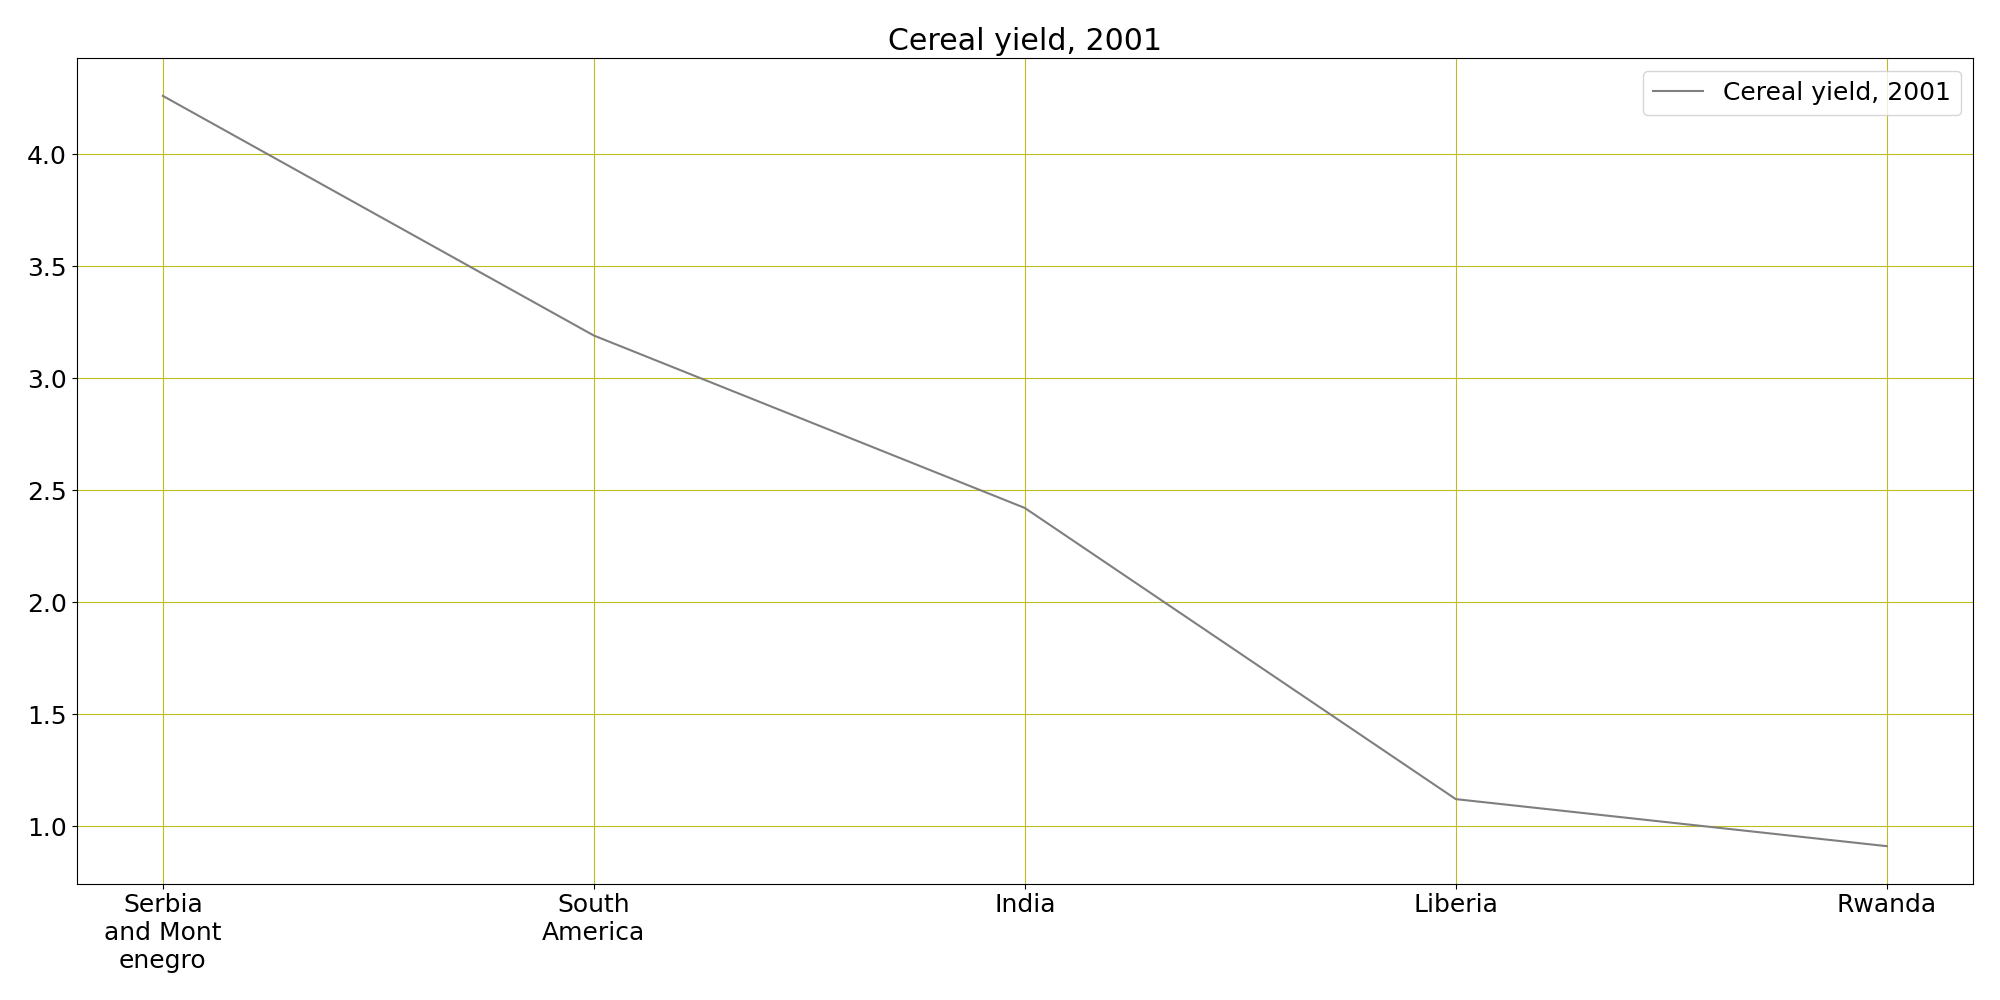 Cereal yield, 2001
Cereal yield, 2001
4.0
3.5
3.0
2.5
2.0
1.5
1.0
Serbia
and Mont
enegro
South
America
India
Liberia
Rwanda